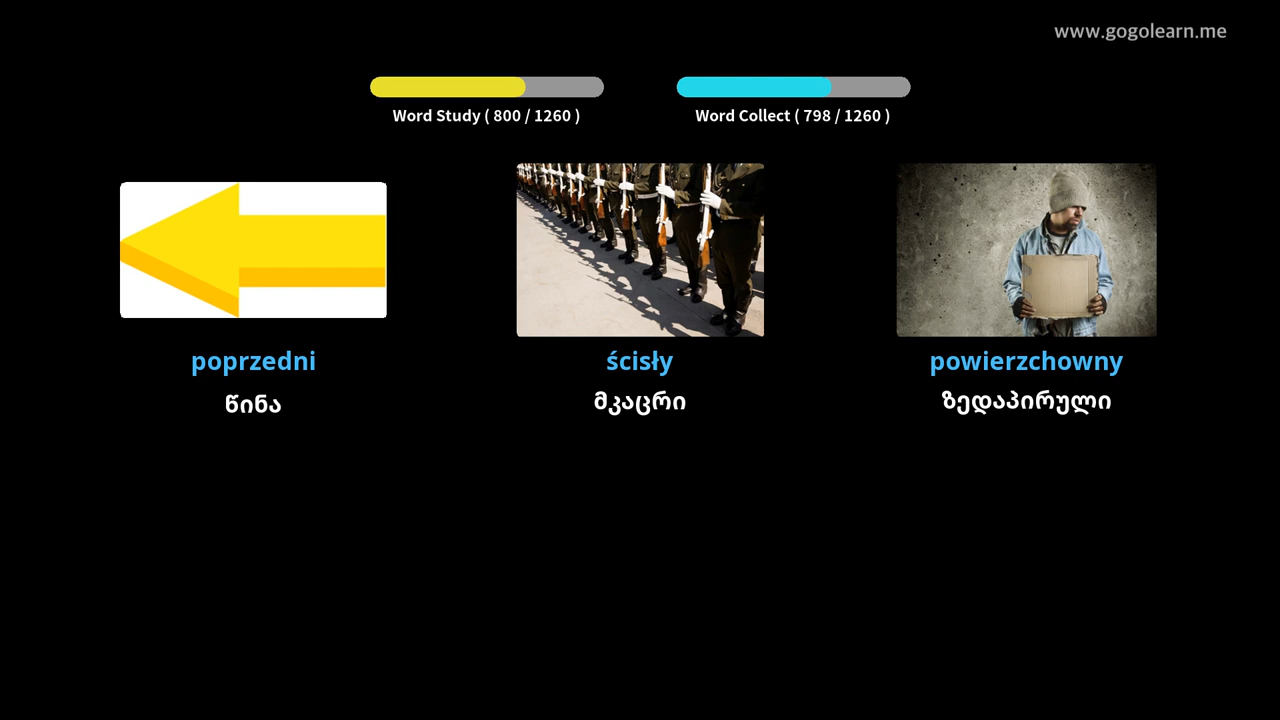 www.gogolearn.me
Word Study ( 800 / 1260 )
Word Collect ( 798 / 1260 )
poprzedni
ścisły
powierzchowny
წინა
მკაცრი
ზედაპირული